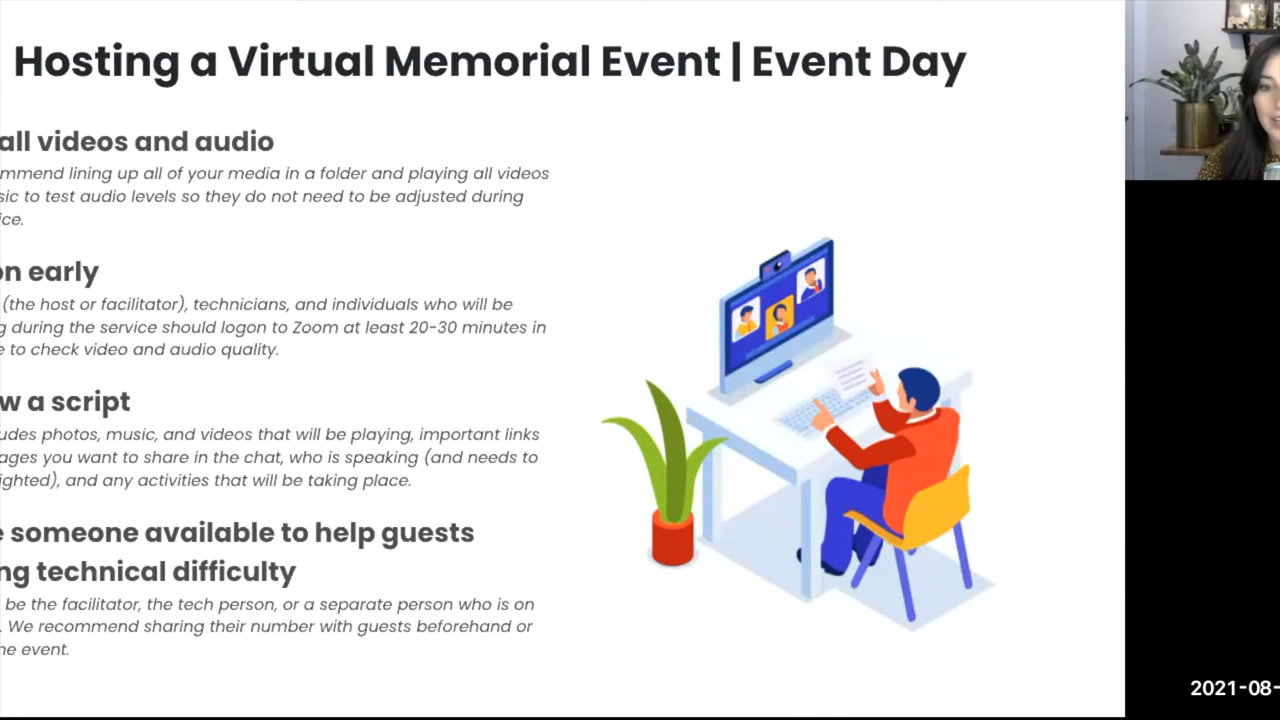 Hosting a Virtual Memorial Event | Event Day
all videos and audio
mmend lining up all of your media in a folder and playing all videos
sic to test audio levels so they do not need to be adjusted during
ice.
on early
(the host or facilitator), technicians, and individuals who will be
g during the service should logon to Zoom at least 20-30 minutes in
e to check video and audio quality.
w a script
udes photos, music, and videos that will be playing, important links
ages you want to share in the chat, who is speaking (and needs to
ighted), and any activities that will be taking place.
e someone available to help guests
ng technical difficulty
be the facilitator, the tech person, or a separate person who is on
. We recommend sharing their number with guests beforehand or
he event.
2021-08-